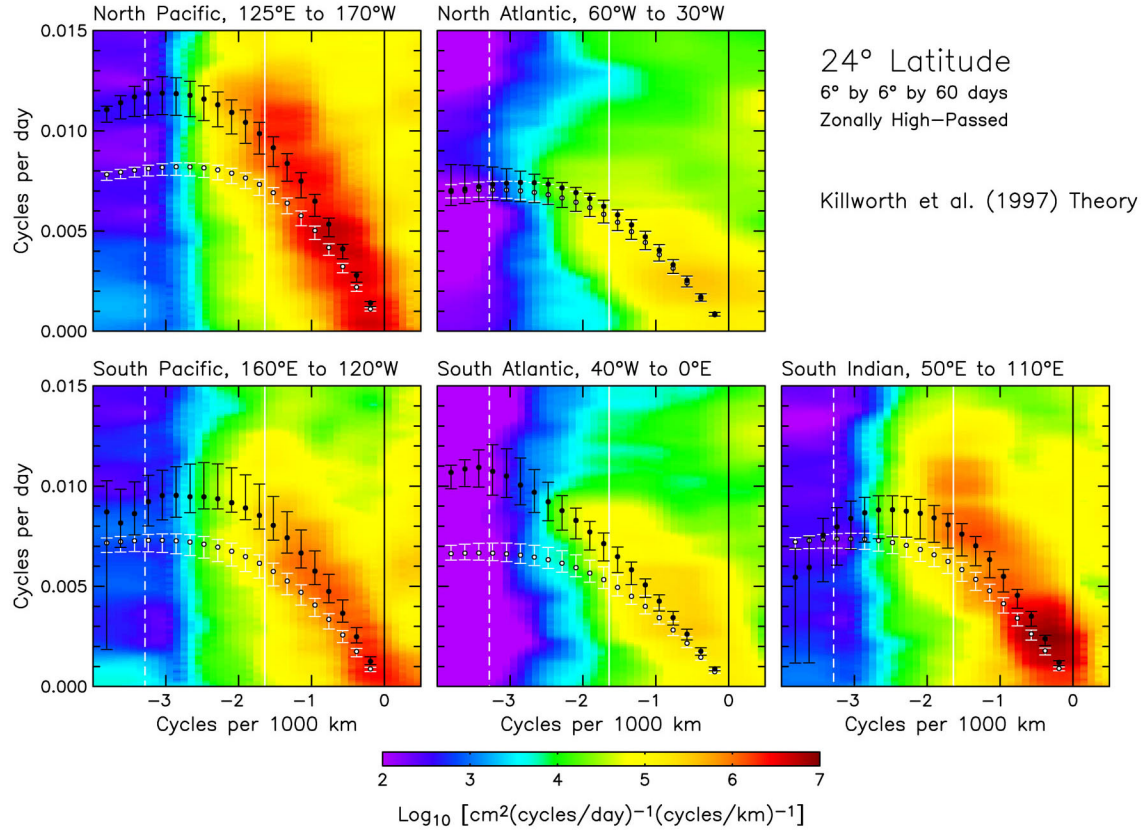 North Pacific, 125°E to 170°W
North Atlantic, 60°W to 30°W
24° Latitude
6° by 6° by 60 days
Zonally High-Passed
Killworth et al. (1997) Theory
0.015
0.010
0.005
0.000
Cycles per day
South Pacific, 160°E to 120°W
South Atlantic, 40°W to 0°E
South Indian, 50°E to 110°E
0.015
0.010
0.005
0.000
Cycles per day
-3 -2 -1 0
-3 -2 -1 0
-3 -2 -1 0
Cycles per 1000 km
Cycles per 1000 km
Cycles per 1000 km
2 3 4 5 6 7
Log₁₀ [cm²(cycles/day)⁻¹(cycles/km)⁻¹]